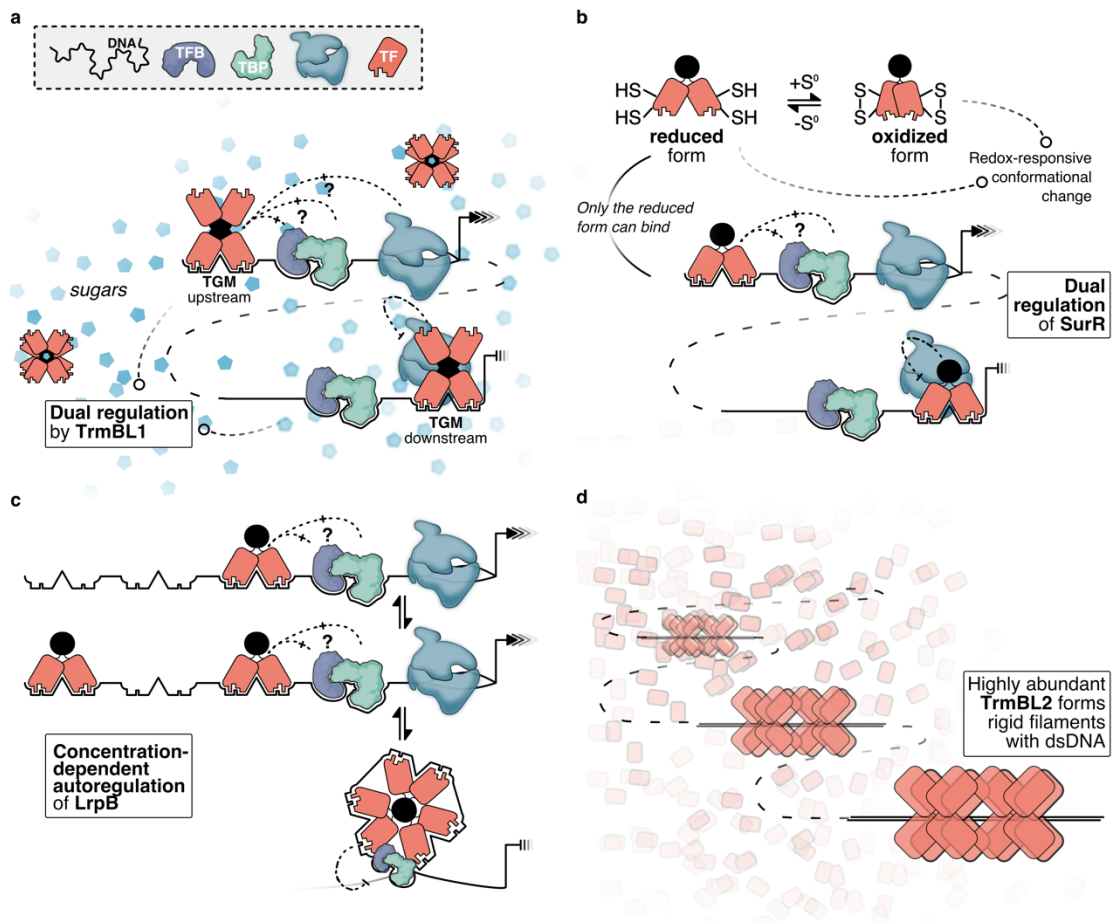 a
DNA
TFB
TBP
TF
?
?
TGM
upstream
sugars
Dual regulation
by TrmBL1
TGM
downstream
b
HS
SH
HS
SH
+S⁰
-S⁰
S
S
S
S
reduced
form
oxidized
form
Redox-responsive
conformational
change
Only the reduced
form can bind
?
Dual
regulation
of SurR
c
?
?
Concentration-
dependent
autoregulation
of LrpB
d
Highly abundant
TrmBL2 forms
rigid filaments
with dsDNA